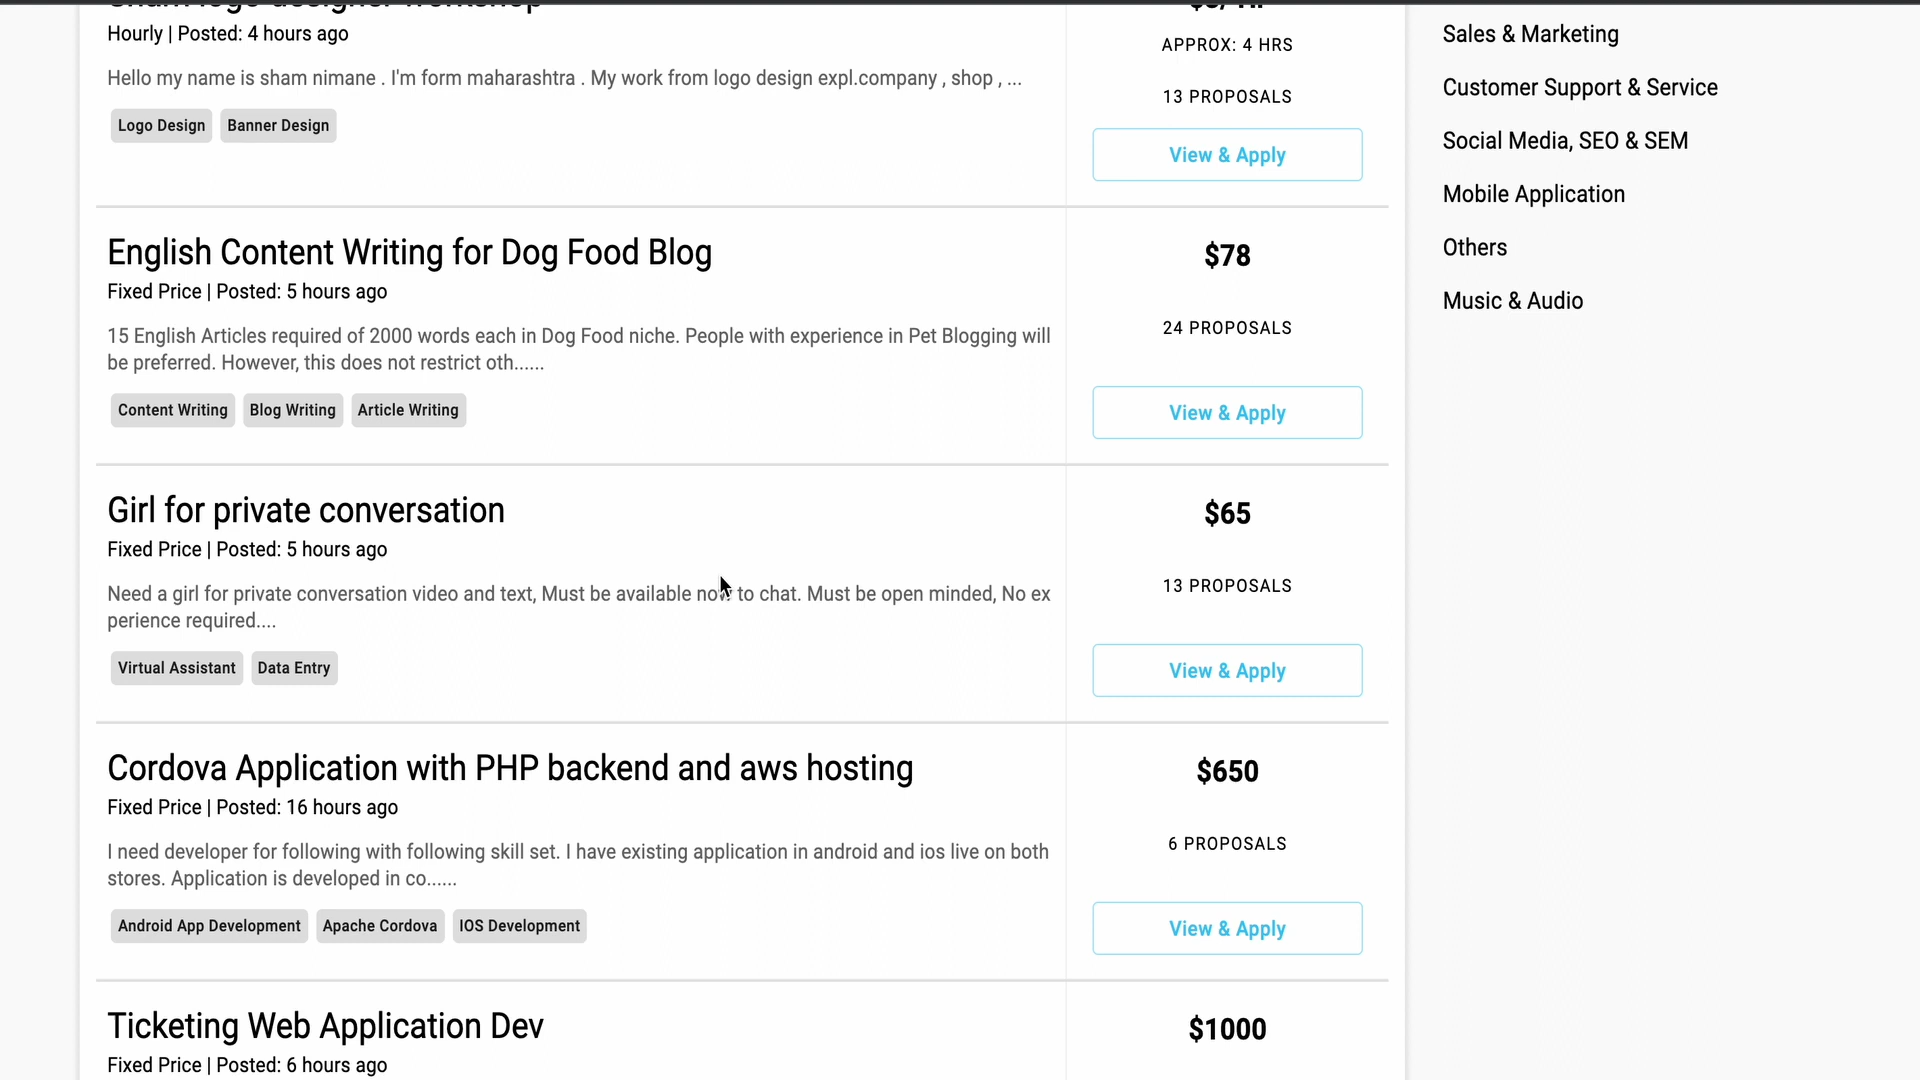 Hourly | Posted: 4 hours ago
Hello my name is sham nimane . I'm form maharashtra . My work from logo design expl.company , shop , ...
Logo Design Banner Design
APPROX: 4 HRS
13 PROPOSALS
View & Apply
English Content Writing for Dog Food Blog
Fixed Price | Posted: 5 hours ago
15 English Articles required of 2000 words each in Dog Food niche. People with experience in Pet Blogging will
be preferred. However, this does not restrict oth......
Content Writing Blog Writing Article Writing
$78
24 PROPOSALS
View & Apply
Girl for private conversation
Fixed Price | Posted: 5 hours ago
Need a girl for private conversation video and text, Must be available now to chat. Must be open minded, No ex
perience required....
Virtual Assistant Data Entry
$65
13 PROPOSALS
View & Apply
Cordova Application with PHP backend and aws hosting
Fixed Price | Posted: 16 hours ago
I need developer for following with following skill set. I have existing application in android and ios live on both
stores. Application is developed in co......
Android App Development Apache Cordova IOS Development
$650
6 PROPOSALS
View & Apply
Ticketing Web Application Dev
Fixed Price | Posted: 6 hours ago
$1000
Sales & Marketing
Customer Support & Service
Social Media, SEO & SEM
Mobile Application
Others
Music & Audio